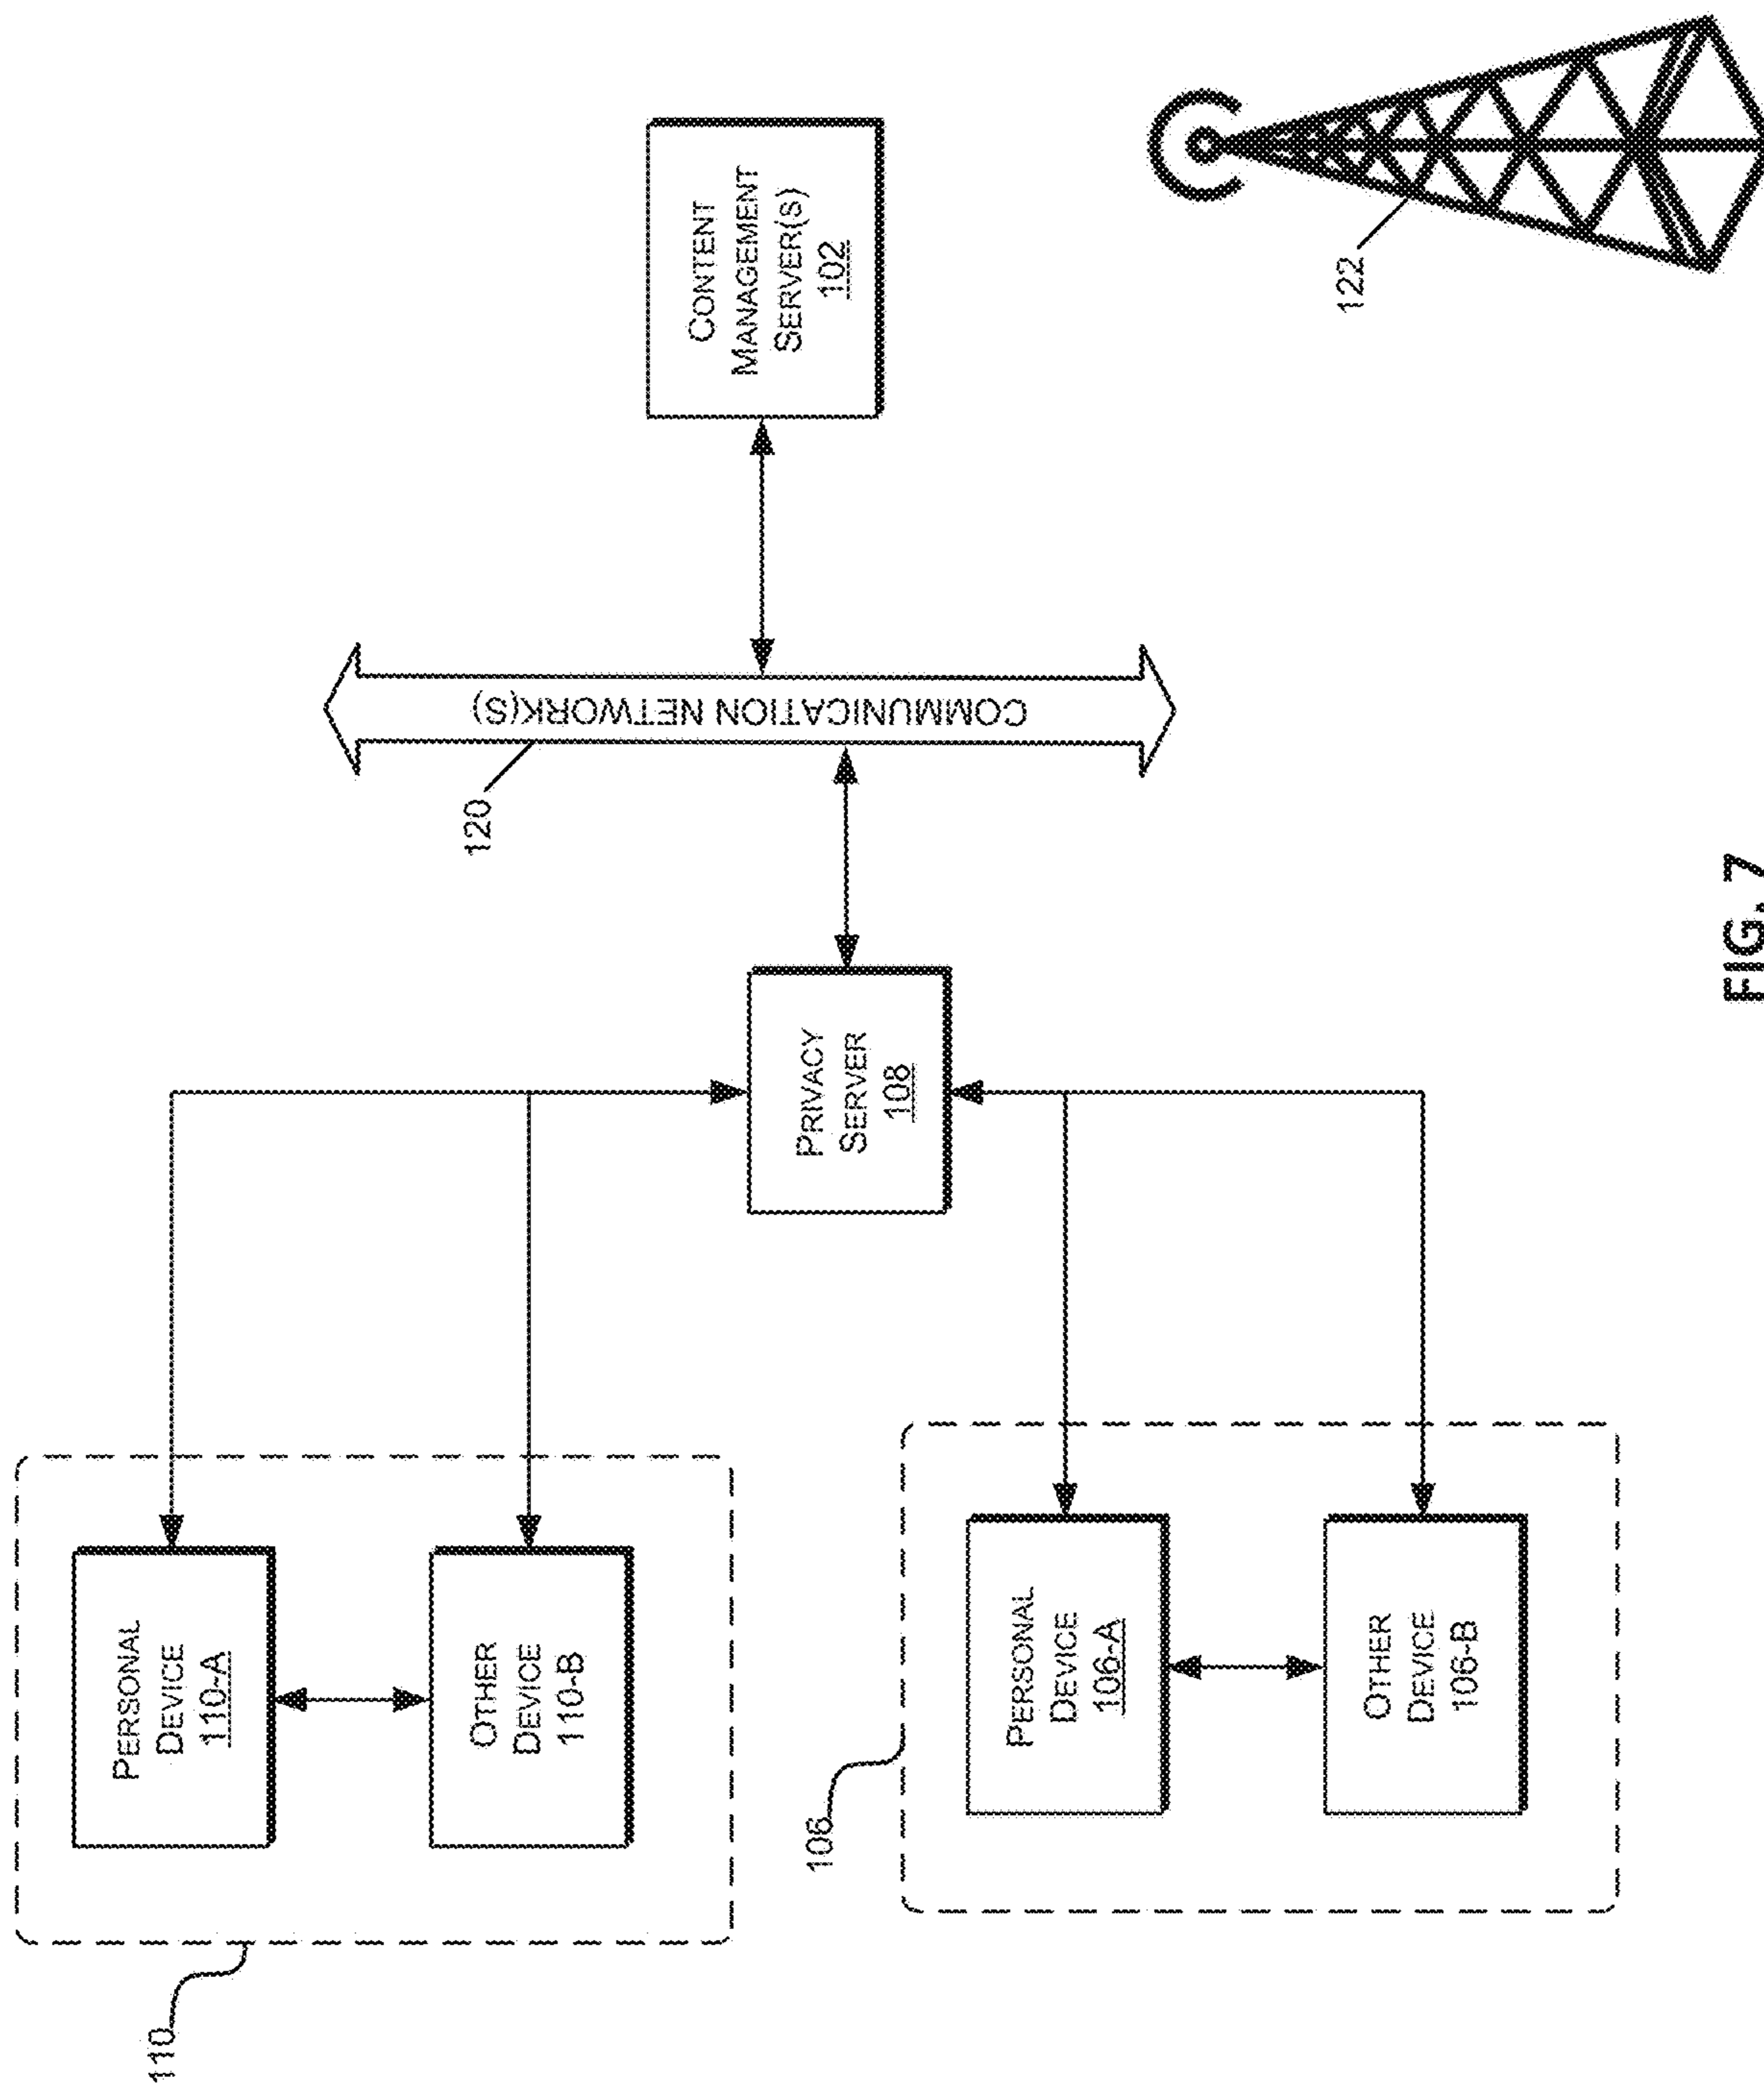 110
PERSONAL
DEVICE
110-A
OTHER
DEVICE
110-B
106
PERSONAL
DEVICE
106-A
OTHER
DEVICE
106-B
PRIVACY
SERVER
108
120
COMMUNICATION NETWORK(S)
CONTENT
MANAGEMENT
SERVER(S)
102
122
FIG. 7